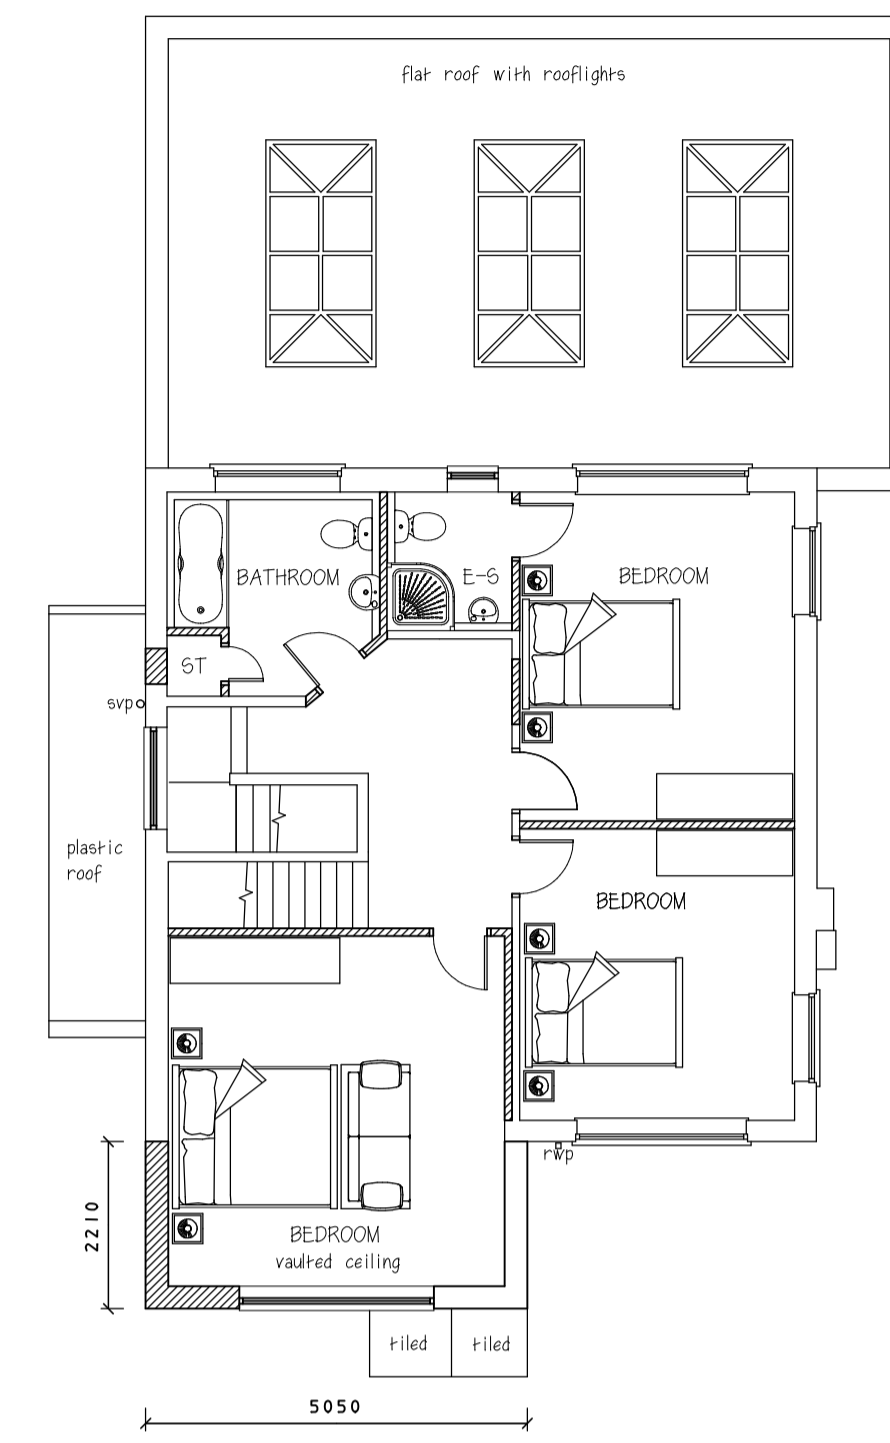 flat roof with rooflights
BATHROOM
E-S
BEDROOM
ST
svp
plastic
roof
BEDROOM
rwp
2210
BEDROOM
vaulted ceiling
tiled
tiled
5050